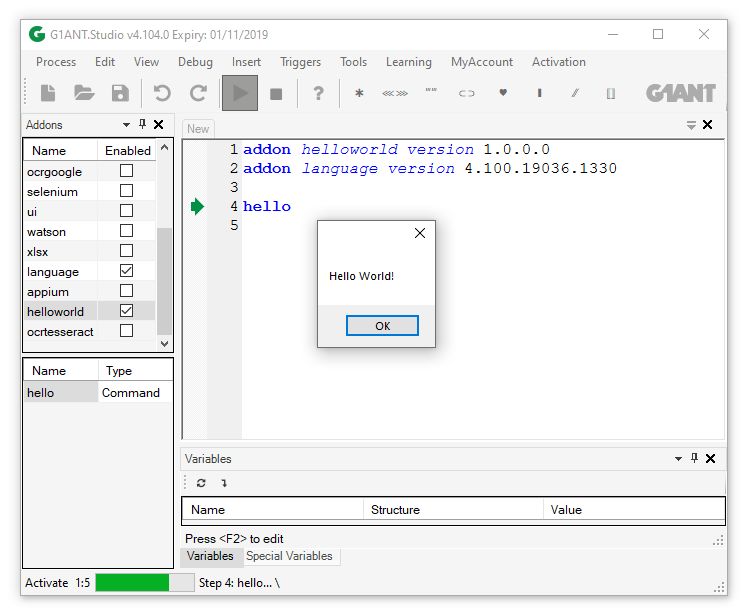 G1ANT.Studio v4.104.0 Expiry: 01/11/2019
Process Edit View Debug Insert Triggers Tools Learning MyAccount Activation
G1ANT
Addons
New
Name Enabled
ocrgoogle
selenium
ui
watson
xlsx
language
appium
helloworld
ocrtesseract
1 addon helloworld version 1.0.0.0
2 addon language version 4.100.19036.1330
3
4 hello
5
Hello World!
OK
Name Type
hello Command
Variables
Name Structure Value
Press <F2> to edit
Variables Special Variables
Activate 1:5 Step 4: hello... \